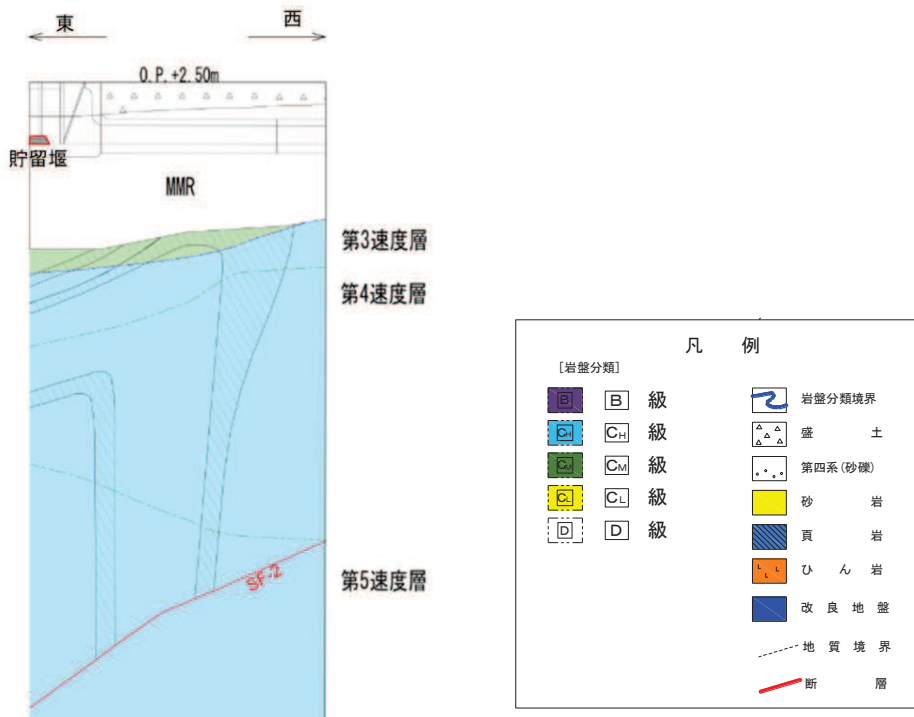 東 西
O.P.+2.50m
貯留堰
MMR
第3速度層
第4速度層
SF-2
第5速度層
凡 例
[岩盤分類]
B B 級
CH CH 級
CM CM 級
CL CL 級
D D 級
岩盤分類境界
盛 土
第四系(砂礫)
砂 岩
頁 岩
ひ ん 岩
改 良 地 盤
地 質 境 界
断 層